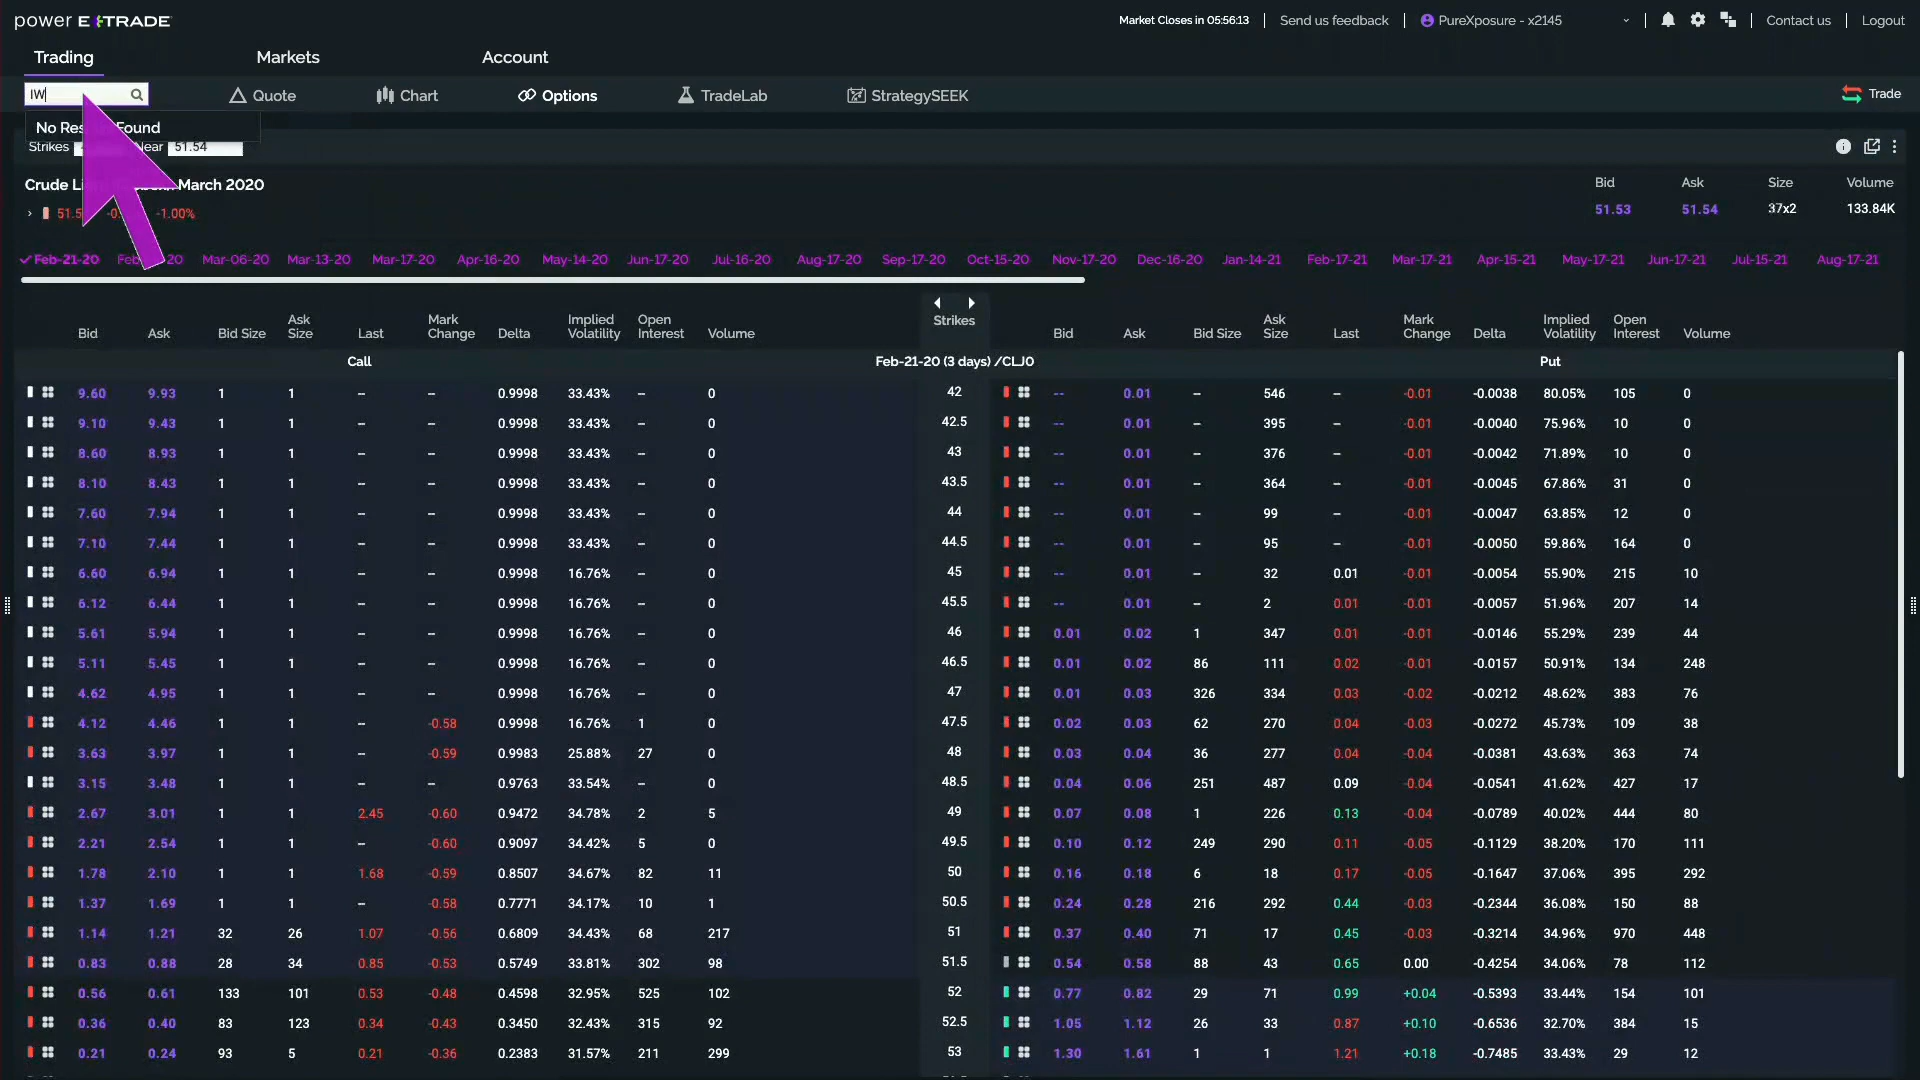 power E*TRADE
Market Closes in 05:56:13
Send us feedback
PureXposure - x2145
Contact us
Logout
Trading Markets Account
IW
Quote Chart Options TradeLab StrategySEEK
Trade
No Found
Strikes 51.54
Crude March 2020
-1.00%
Bid Ask Size Volume
51.53 51.54 37x2 133.84K
Feb-21-20 Mar-06-20 Mar-13-20 Mar-17-20 Apr-16-20 May-14-20 Jun-17-20 Jul-16-20 Aug-17-20 Sep-17-20 Oct-15-20 Nov-17-20 Dec-16-20 Jan-14-21 Feb-17-21 Mar-17-21 Apr-15-21 May-17-21 Jun-17-21 Jul-15-21 Aug-17-21
Bid Ask Bid Size Ask Size Last Mark Change Delta Implied Volatility Open Interest Volume Strikes Bid Ask Bid Size Ask Size Last Mark Change Delta Implied Volatility Open Interest Volume
Call Feb-21-20 (3 days) /CLJ0 Put
9.60 9.93 1 1 -- -- 0.9998 33.43% -- 0 42 -- 0.01 -- 546 -- -0.01 -0.0038 80.05% 105 0
9.10 9.43 1 1 -- -- 0.9998 33.43% -- 0 42.5 -- 0.01 -- 395 -- -0.01 -0.0040 75.96% 10 0
8.60 8.93 1 1 -- -- 0.9998 33.43% -- 0 43 -- 0.01 -- 376 -- -0.01 -0.0042 71.89% 10 0
8.10 8.43 1 1 -- -- 0.9998 33.43% -- 0 43.5 -- 0.01 -- 364 -- -0.01 -0.0045 67.86% 31 0
7.60 7.94 1 1 -- -- 0.9998 33.43% -- 0 44 -- 0.01 -- 99 -- -0.01 -0.0047 63.85% 12 0
7.10 7.44 1 1 -- -- 0.9998 33.43% -- 0 44.5 -- 0.01 -- 95 -- -0.01 -0.0050 59.86% 164 0
6.60 6.94 1 1 -- -- 0.9998 16.76% -- 0 45 -- 0.01 -- 32 0.01 -0.01 -0.0054 55.90% 215 10
6.12 6.44 1 1 -- -- 0.9998 16.76% -- 0 45.5 -- 0.01 -- 2 0.01 -0.01 -0.0057 51.96% 207 14
5.61 5.94 1 1 -- -- 0.9998 16.76% -- 0 46 0.01 0.02 1 347 0.01 -0.01 -0.0146 55.29% 239 44
5.11 5.45 1 1 -- -- 0.9998 16.76% -- 0 46.5 0.01 0.02 86 111 0.02 -0.01 -0.0157 50.91% 134 248
4.62 4.95 1 1 -- -- 0.9998 16.76% -- 0 47 0.01 0.03 326 334 0.03 -0.02 -0.0212 48.62% 383 76
4.12 4.46 1 1 -- -0.58 0.9998 16.76% 1 0 47.5 0.02 0.03 62 270 0.04 -0.03 -0.0272 45.73% 109 38
3.63 3.97 1 1 -- -0.59 0.9983 25.88% 27 0 48 0.03 0.04 36 277 0.04 -0.04 -0.0381 43.63% 363 74
3.15 3.48 1 1 -- -- 0.9763 33.54% -- 0 48.5 0.04 0.06 251 487 0.09 -0.04 -0.0541 41.62% 427 17
2.67 3.01 1 1 2.45 -0.60 0.9472 34.78% 2 5 49 0.07 0.08 1 226 0.13 -0.04 -0.0789 40.02% 444 80
2.21 2.54 1 1 -- -0.60 0.9097 34.42% 5 0 49.5 0.10 0.12 249 290 0.11 -0.05 -0.1129 38.20% 170 111
1.78 2.10 1 1 1.68 -0.59 0.8507 34.67% 82 11 50 0.16 0.18 6 18 0.17 -0.05 -0.1647 37.06% 395 292
1.37 1.69 1 1 -- -0.58 0.7771 34.17% 10 1 50.5 0.24 0.28 216 292 0.44 -0.03 -0.2344 36.08% 150 88
1.14 1.21 32 26 1.07 -0.56 0.6809 34.43% 68 217 51 0.37 0.40 71 17 0.45 -0.03 -0.3214 34.96% 970 448
0.83 0.88 28 34 0.85 -0.53 0.5749 33.81% 302 98 51.5 0.54 0.58 88 43 0.65 0.00 -0.4254 34.06% 78 112
0.56 0.61 133 101 0.53 -0.48 0.4598 32.95% 525 102 52 0.77 0.82 29 71 0.99 +0.04 -0.5393 33.44% 154 101
0.36 0.40 83 123 0.34 -0.43 0.3450 32.43% 315 92 52.5 1.05 1.12 26 33 0.87 +0.10 -0.6536 32.70% 384 15
0.21 0.24 93 5 0.21 -0.36 0.2383 31.57% 211 299 53 1.30 1.61 1 1 1.21 +0.18 -0.7485 33.43% 29 12